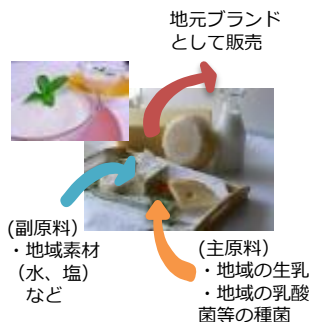 地元ブランド
として販売
(副原料)
・地域素材
（水、塩）
など
(主原料）
・地域の生乳
・地域の乳酸
菌等の種菌